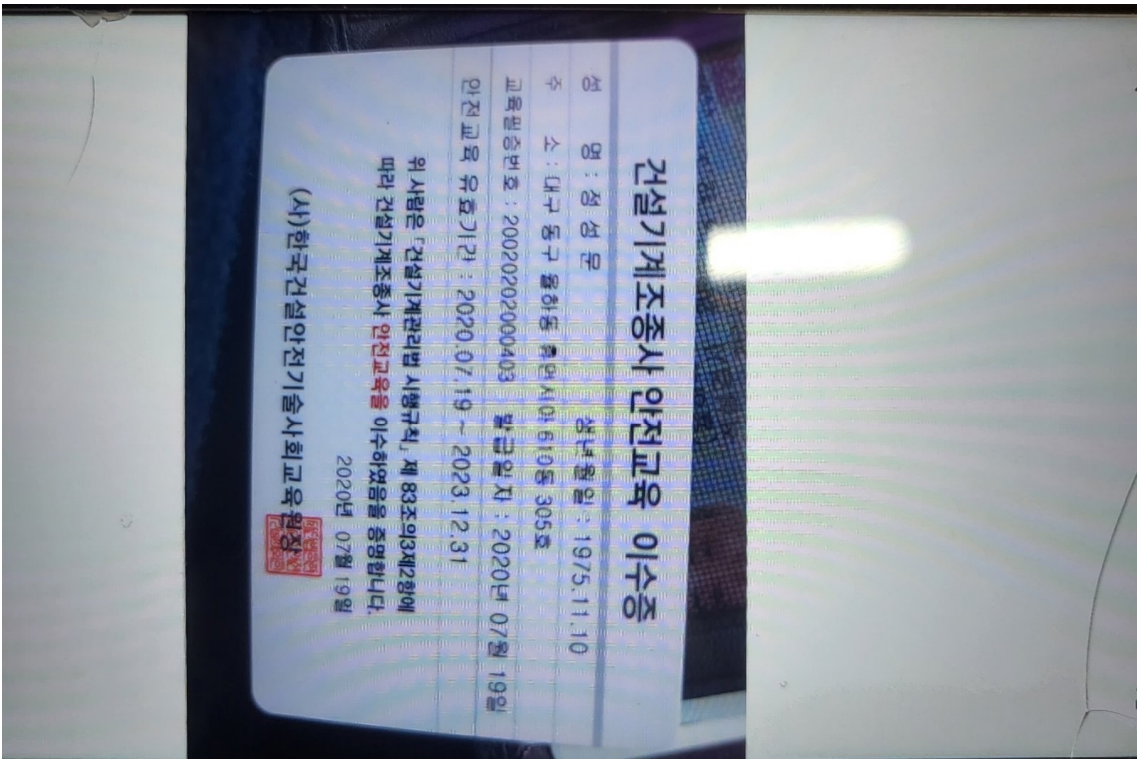 건설기계조종사 안전교육 이수증
성 명 : 정 성 문 생년월일 : 1975.11.10
주 소 : 대구 동구 율하동 휴먼시아 610동 305호
교육필증번호 : 2002020200403 발급일자 : 2020년 07월 19일
안전교육 유효기간 : 2020.07.19 ~ 2023.12.31
위 사람은 「건설기계관리법 시행규칙」 제 83조의3제2항에
따라 건설기계조종사 안전교육을 이수하였음을 증명합니다.
2020년 07월 19일
(사)한국건설안전기술사회교육원장